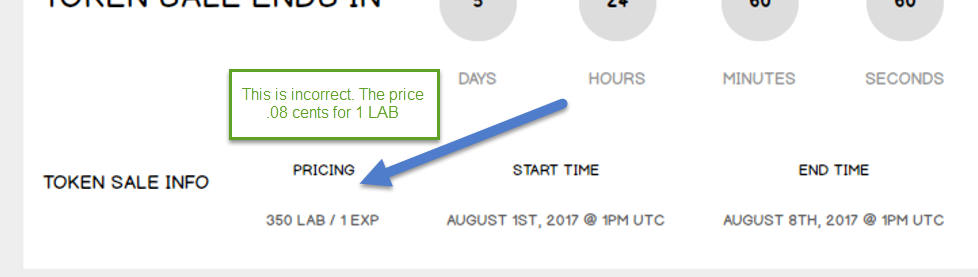 TOKEN SALE ENDS IN
5 24 60 60
DAYS HOURS MINUTES SECONDS
This is incorrect. The price
.08 cents for 1 LAB
TOKEN SALE INFO
PRICING START TIME END TIME
350 LAB / 1 EXP AUGUST 1ST, 2017 @ 1PM UTC AUGUST 8TH, 2017 @ 1PM UTC